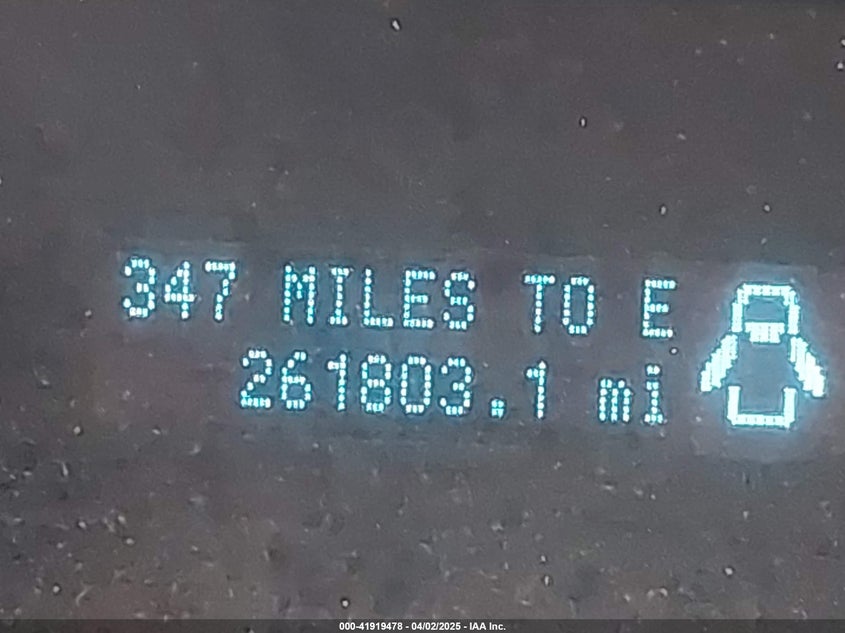 347 MILES TO E
261803.1 mi
000-41919478 - 04/02/2025 - IAA Inc.